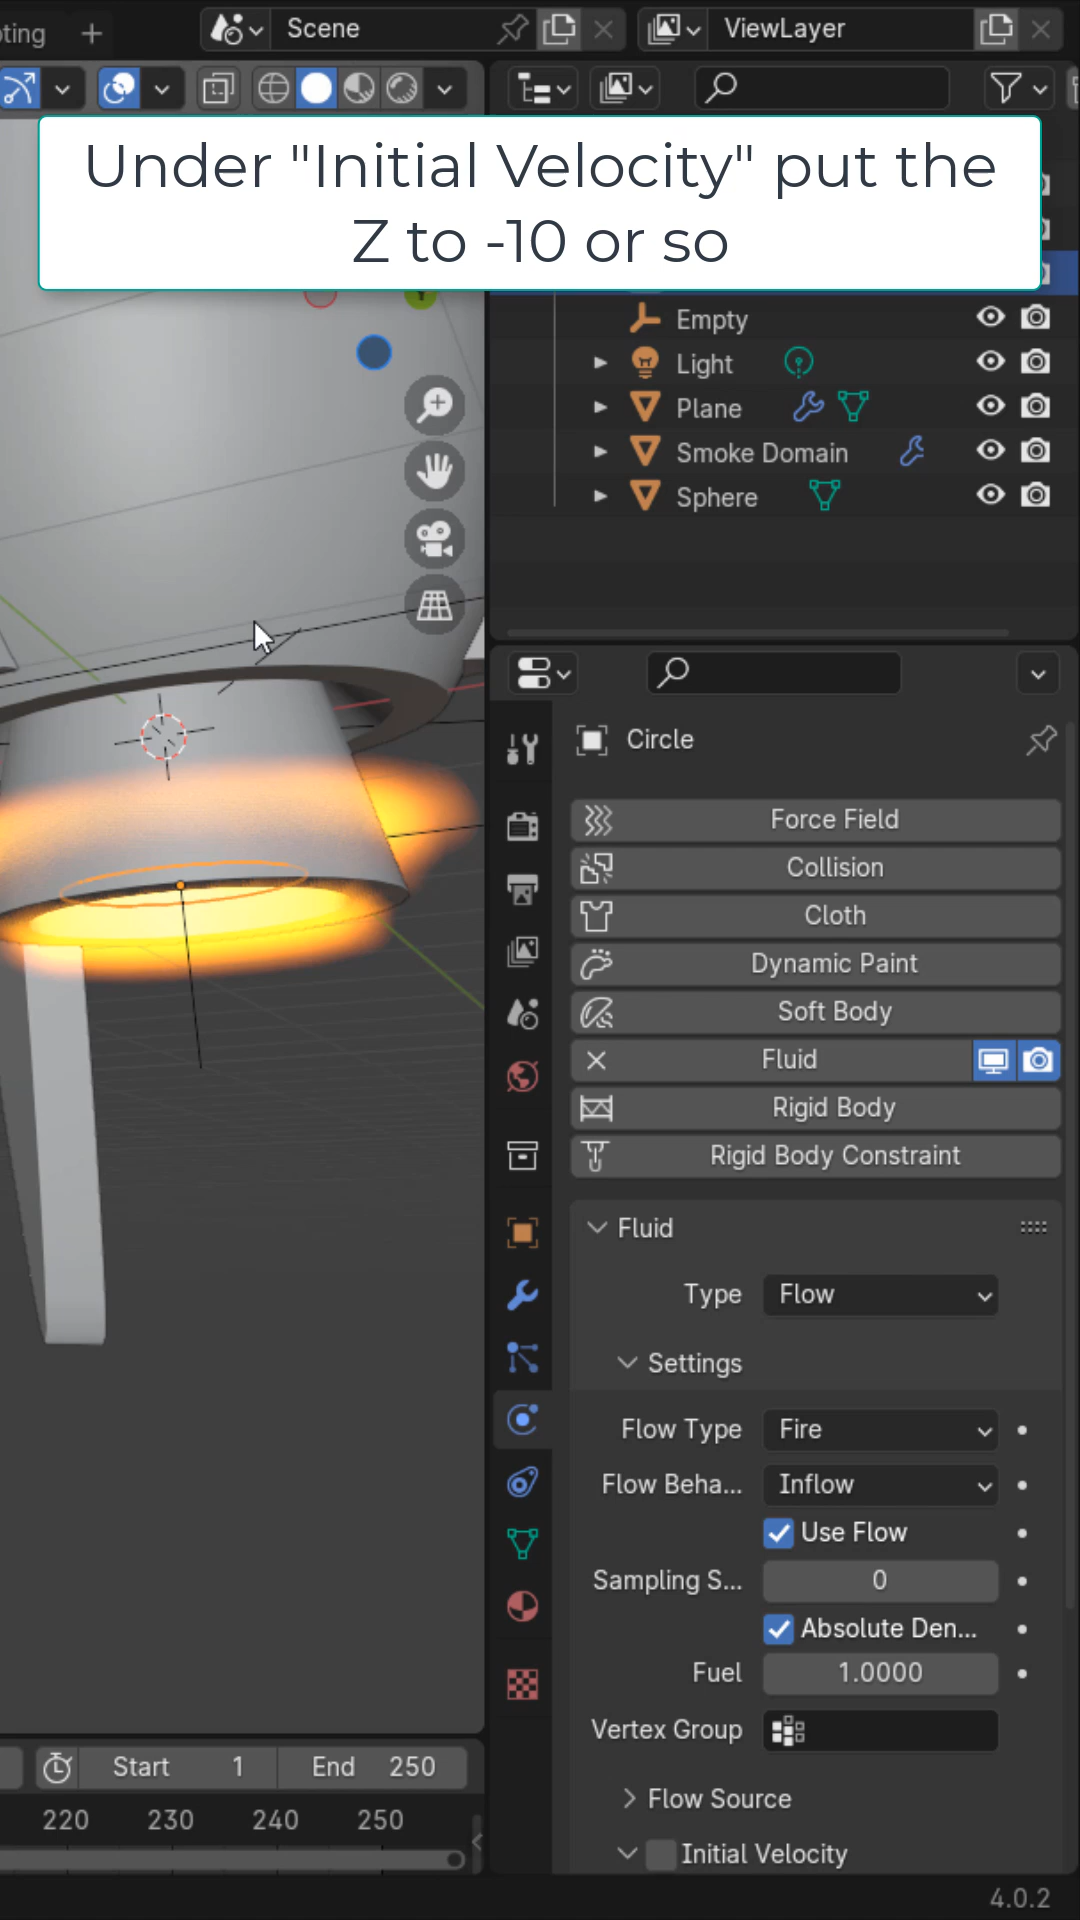 Scene
ViewLayer
Under "Initial Velocity" put the
Z to -10 or so
Empty
Light
Plane
Smoke Domain
Sphere
Circle
Force Field
Collision
Cloth
Dynamic Paint
Soft Body
Fluid
Rigid Body
Rigid Body Constraint
Fluid
Type Flow
Settings
Flow Type Fire
Flow Beha... Inflow
Use Flow
Sampling S... 0
Absolute Den...
Fuel 1.0000
Vertex Group
Flow Source
Initial Velocity
Start 1 End 250
220 230 240 250
4.0.2